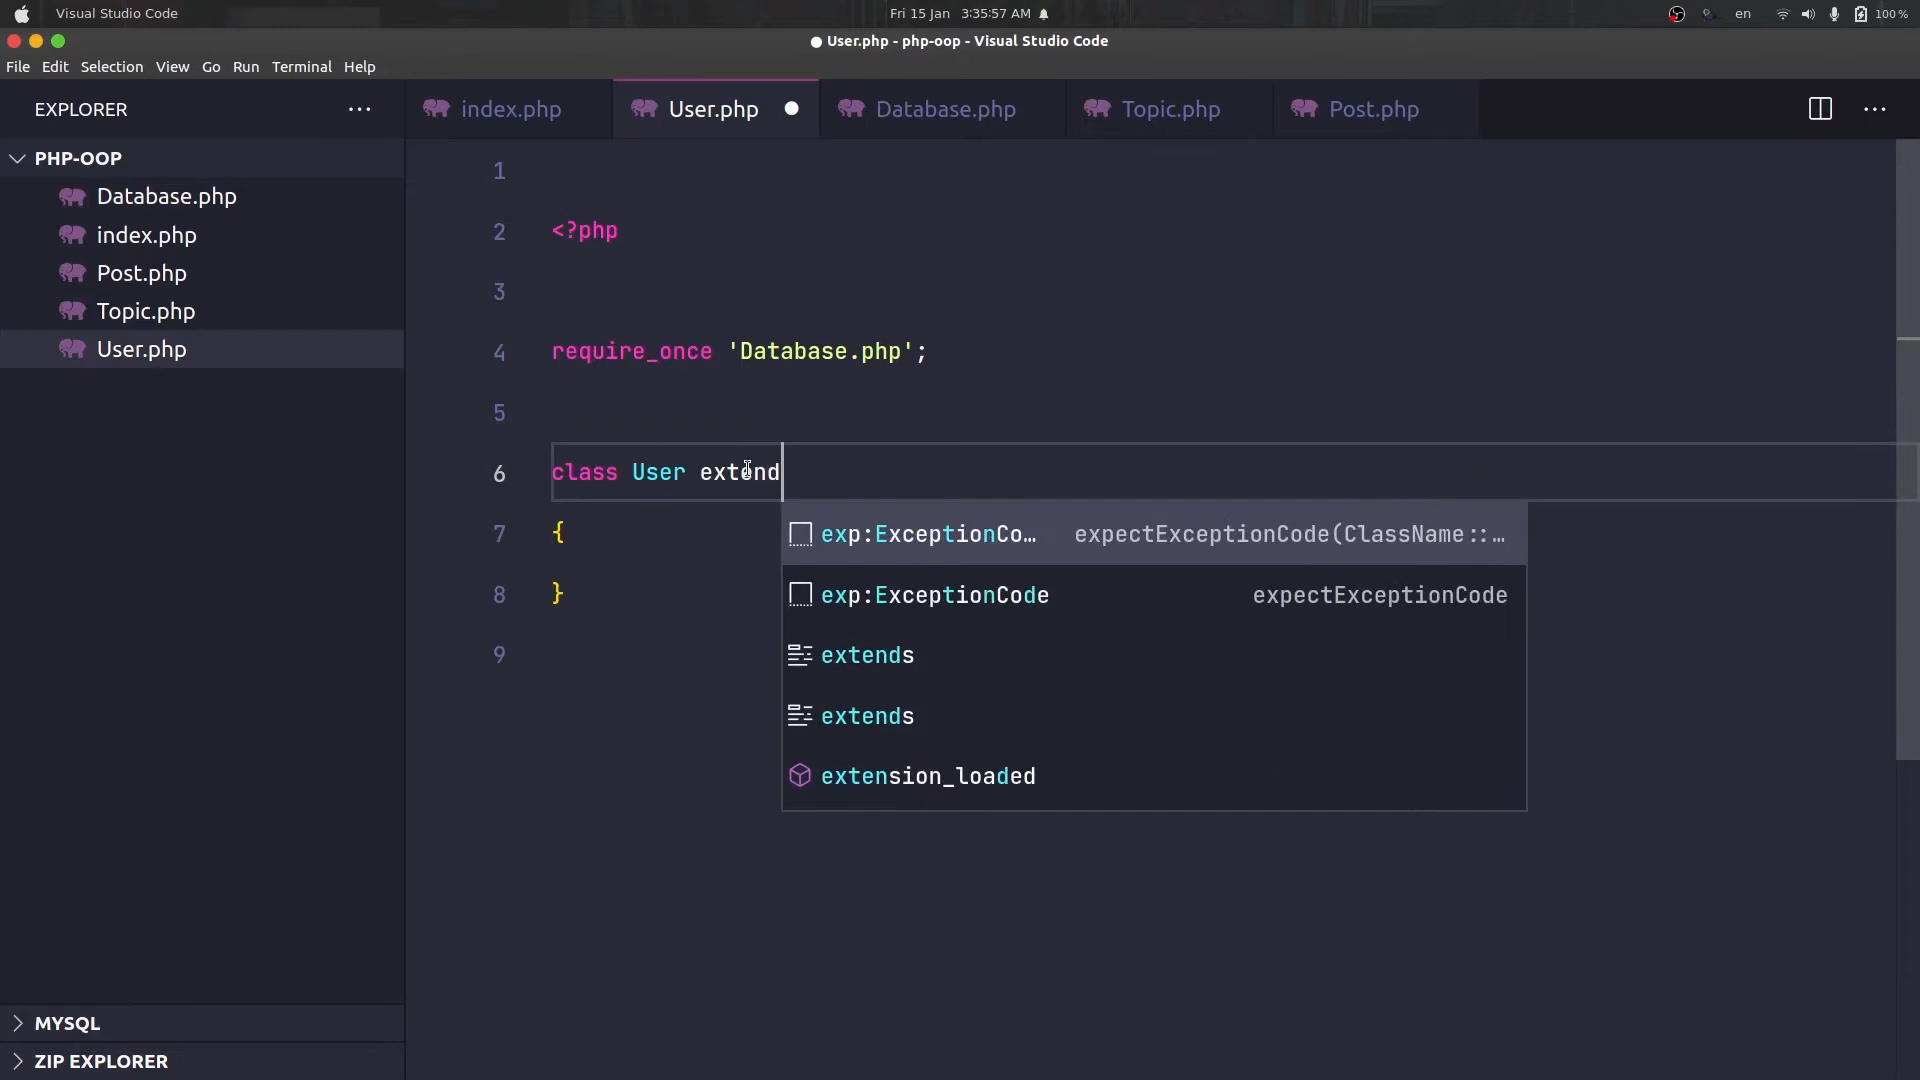 Visual Studio Code
Fri 15 Jan 3:35:57 AM
en
100 %
User.php - php-oop - Visual Studio Code
File Edit Selection View Go Run Terminal Help
EXPLORER
index.php
User.php
Database.php
Topic.php
Post.php
PHP-OOP
Database.php
index.php
Post.php
Topic.php
User.php
1
2 <?php
3
4 require_once 'Database.php';
5
6 class User extend
7 {
8 }
9
exp:ExceptionCo… expectExceptionCode(ClassName::…
exp:ExceptionCode expectExceptionCode
extends
extends
extension_loaded
MYSQL
ZIP EXPLORER